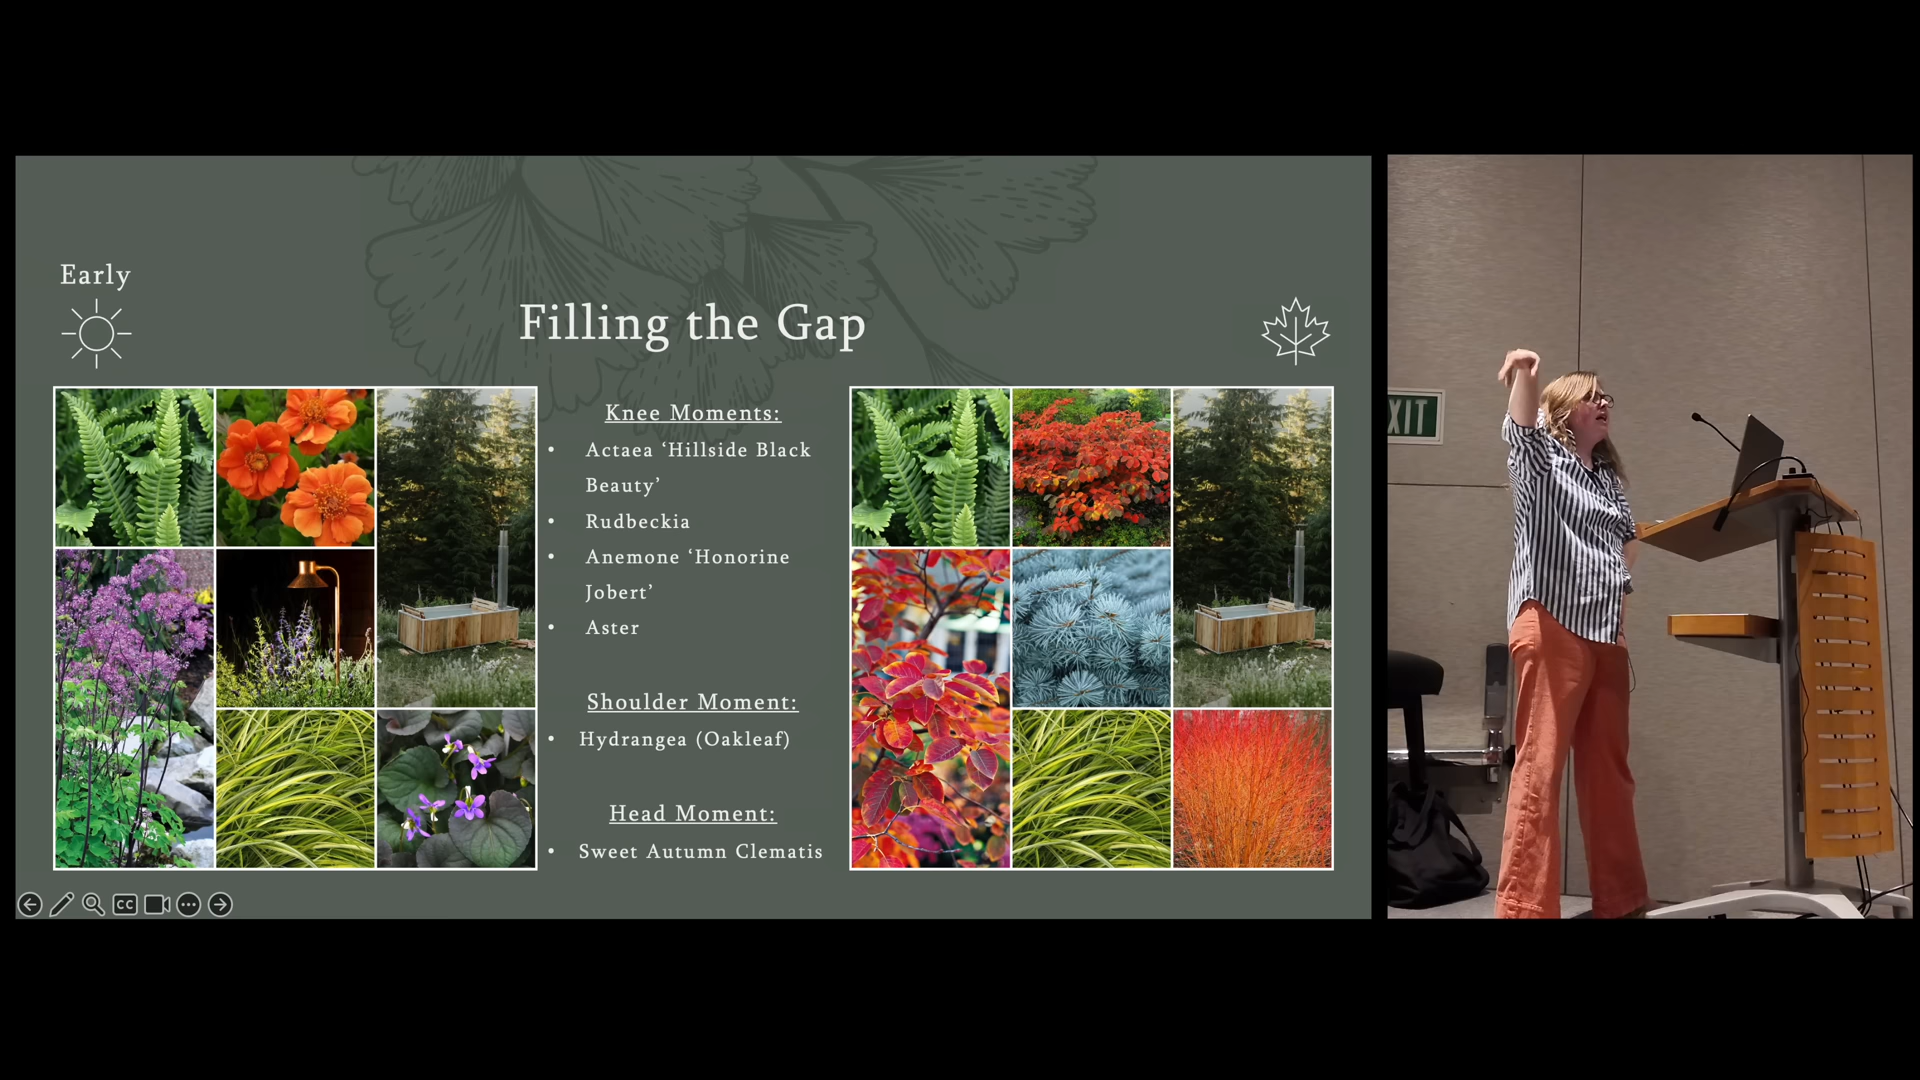 Early
Filling the Gap
Knee Moments:
• Actaea ‘Hillside Black
Beauty’
• Rudbeckia
• Anemone ‘Honorine
Jobert’
• Aster
Shoulder Moment:
• Hydrangea (Oakleaf)
Head Moment:
• Sweet Autumn Clematis
CC
XIT